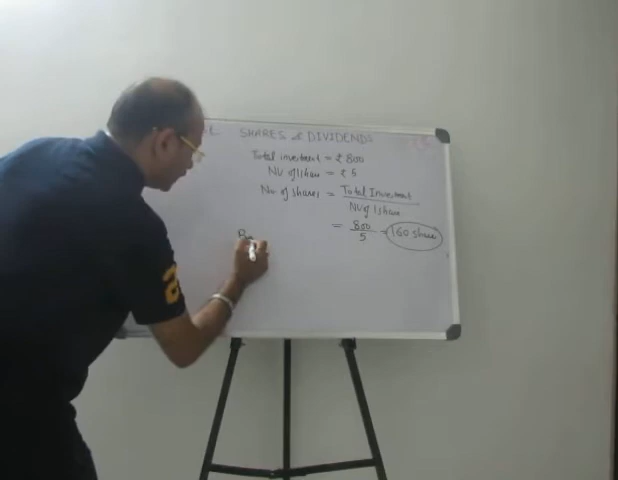 SHARES & DIVIDENDS
Total investment = ₹ 800
NV of 1 share = ₹ 5
No of shares = Total Investment / NV of 1 share
= 800 / 5 = 160 shares